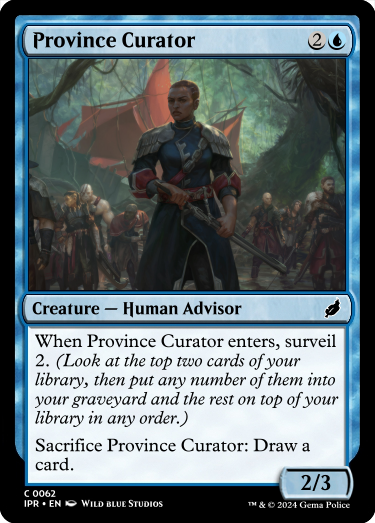 Province Curator 2
Creature — Human Advisor
When Province Curator enters, surveil
2. (Look at the top two cards of your
library, then put any number of them into
your graveyard and the rest on top of your
library in any order.)
Sacrifice Province Curator: Draw a
card.
2/3
C 0062
IPR • EN Wild blue Studios
™ & © 2024 Gema Police